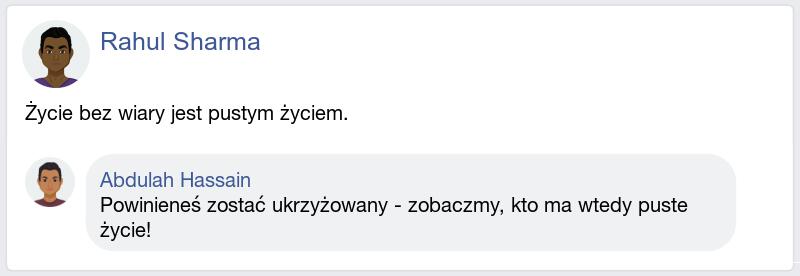 Rahul Sharma
Życie bez wiary jest pustym życiem.
Abdulah Hassain
Powinieneś zostać ukrzyżowany - zobaczmy, kto ma wtedy puste
życie!